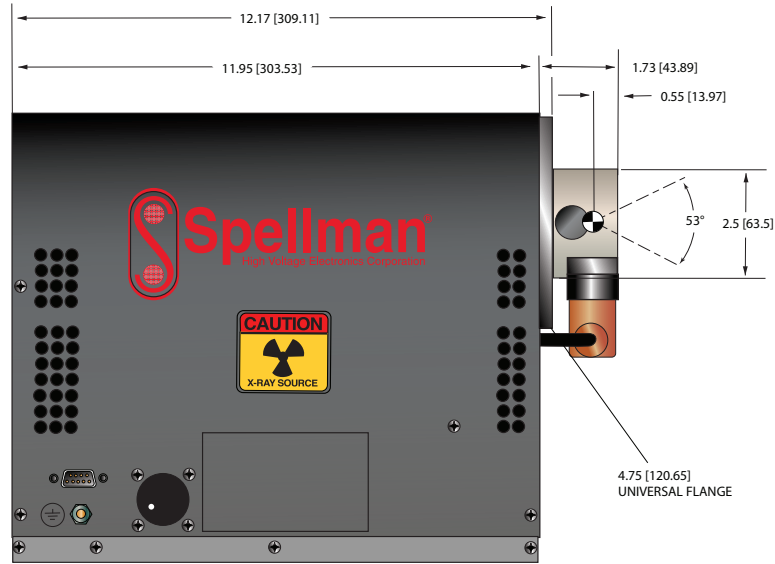 12.17 [309.11]
11.95 [303.53]
1.73 [43.89]
0.55 [13.97]
Spellman®
High Voltage Electronics Corporation
53°
2.5 [63.5]
CAUTION
X-RAY SOURCE
4.75 [120.65]
UNIVERSAL FLANGE